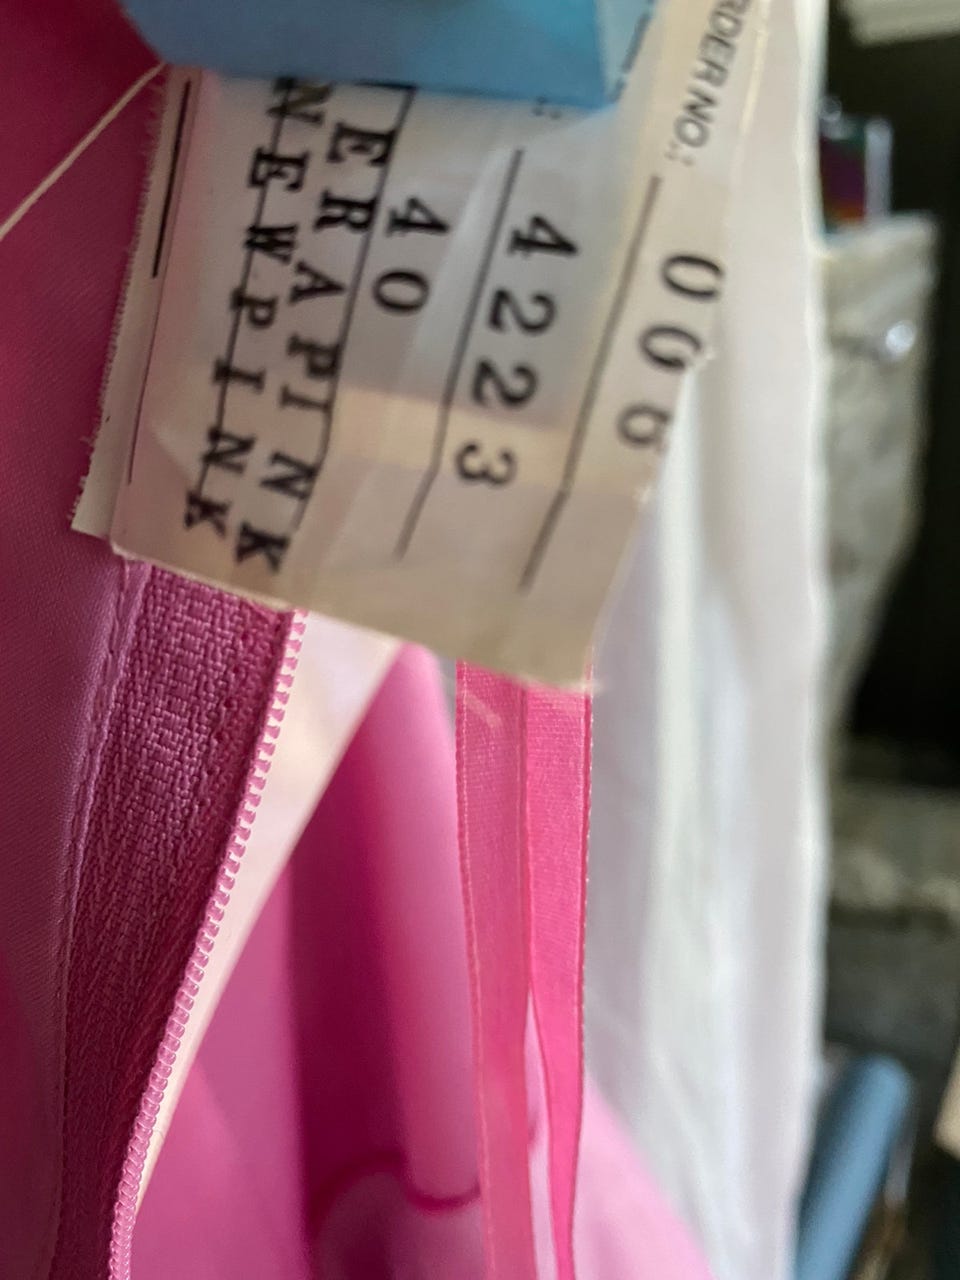 RDER NO.: 006
: 4223
40
ERAPINK
NEWPINK